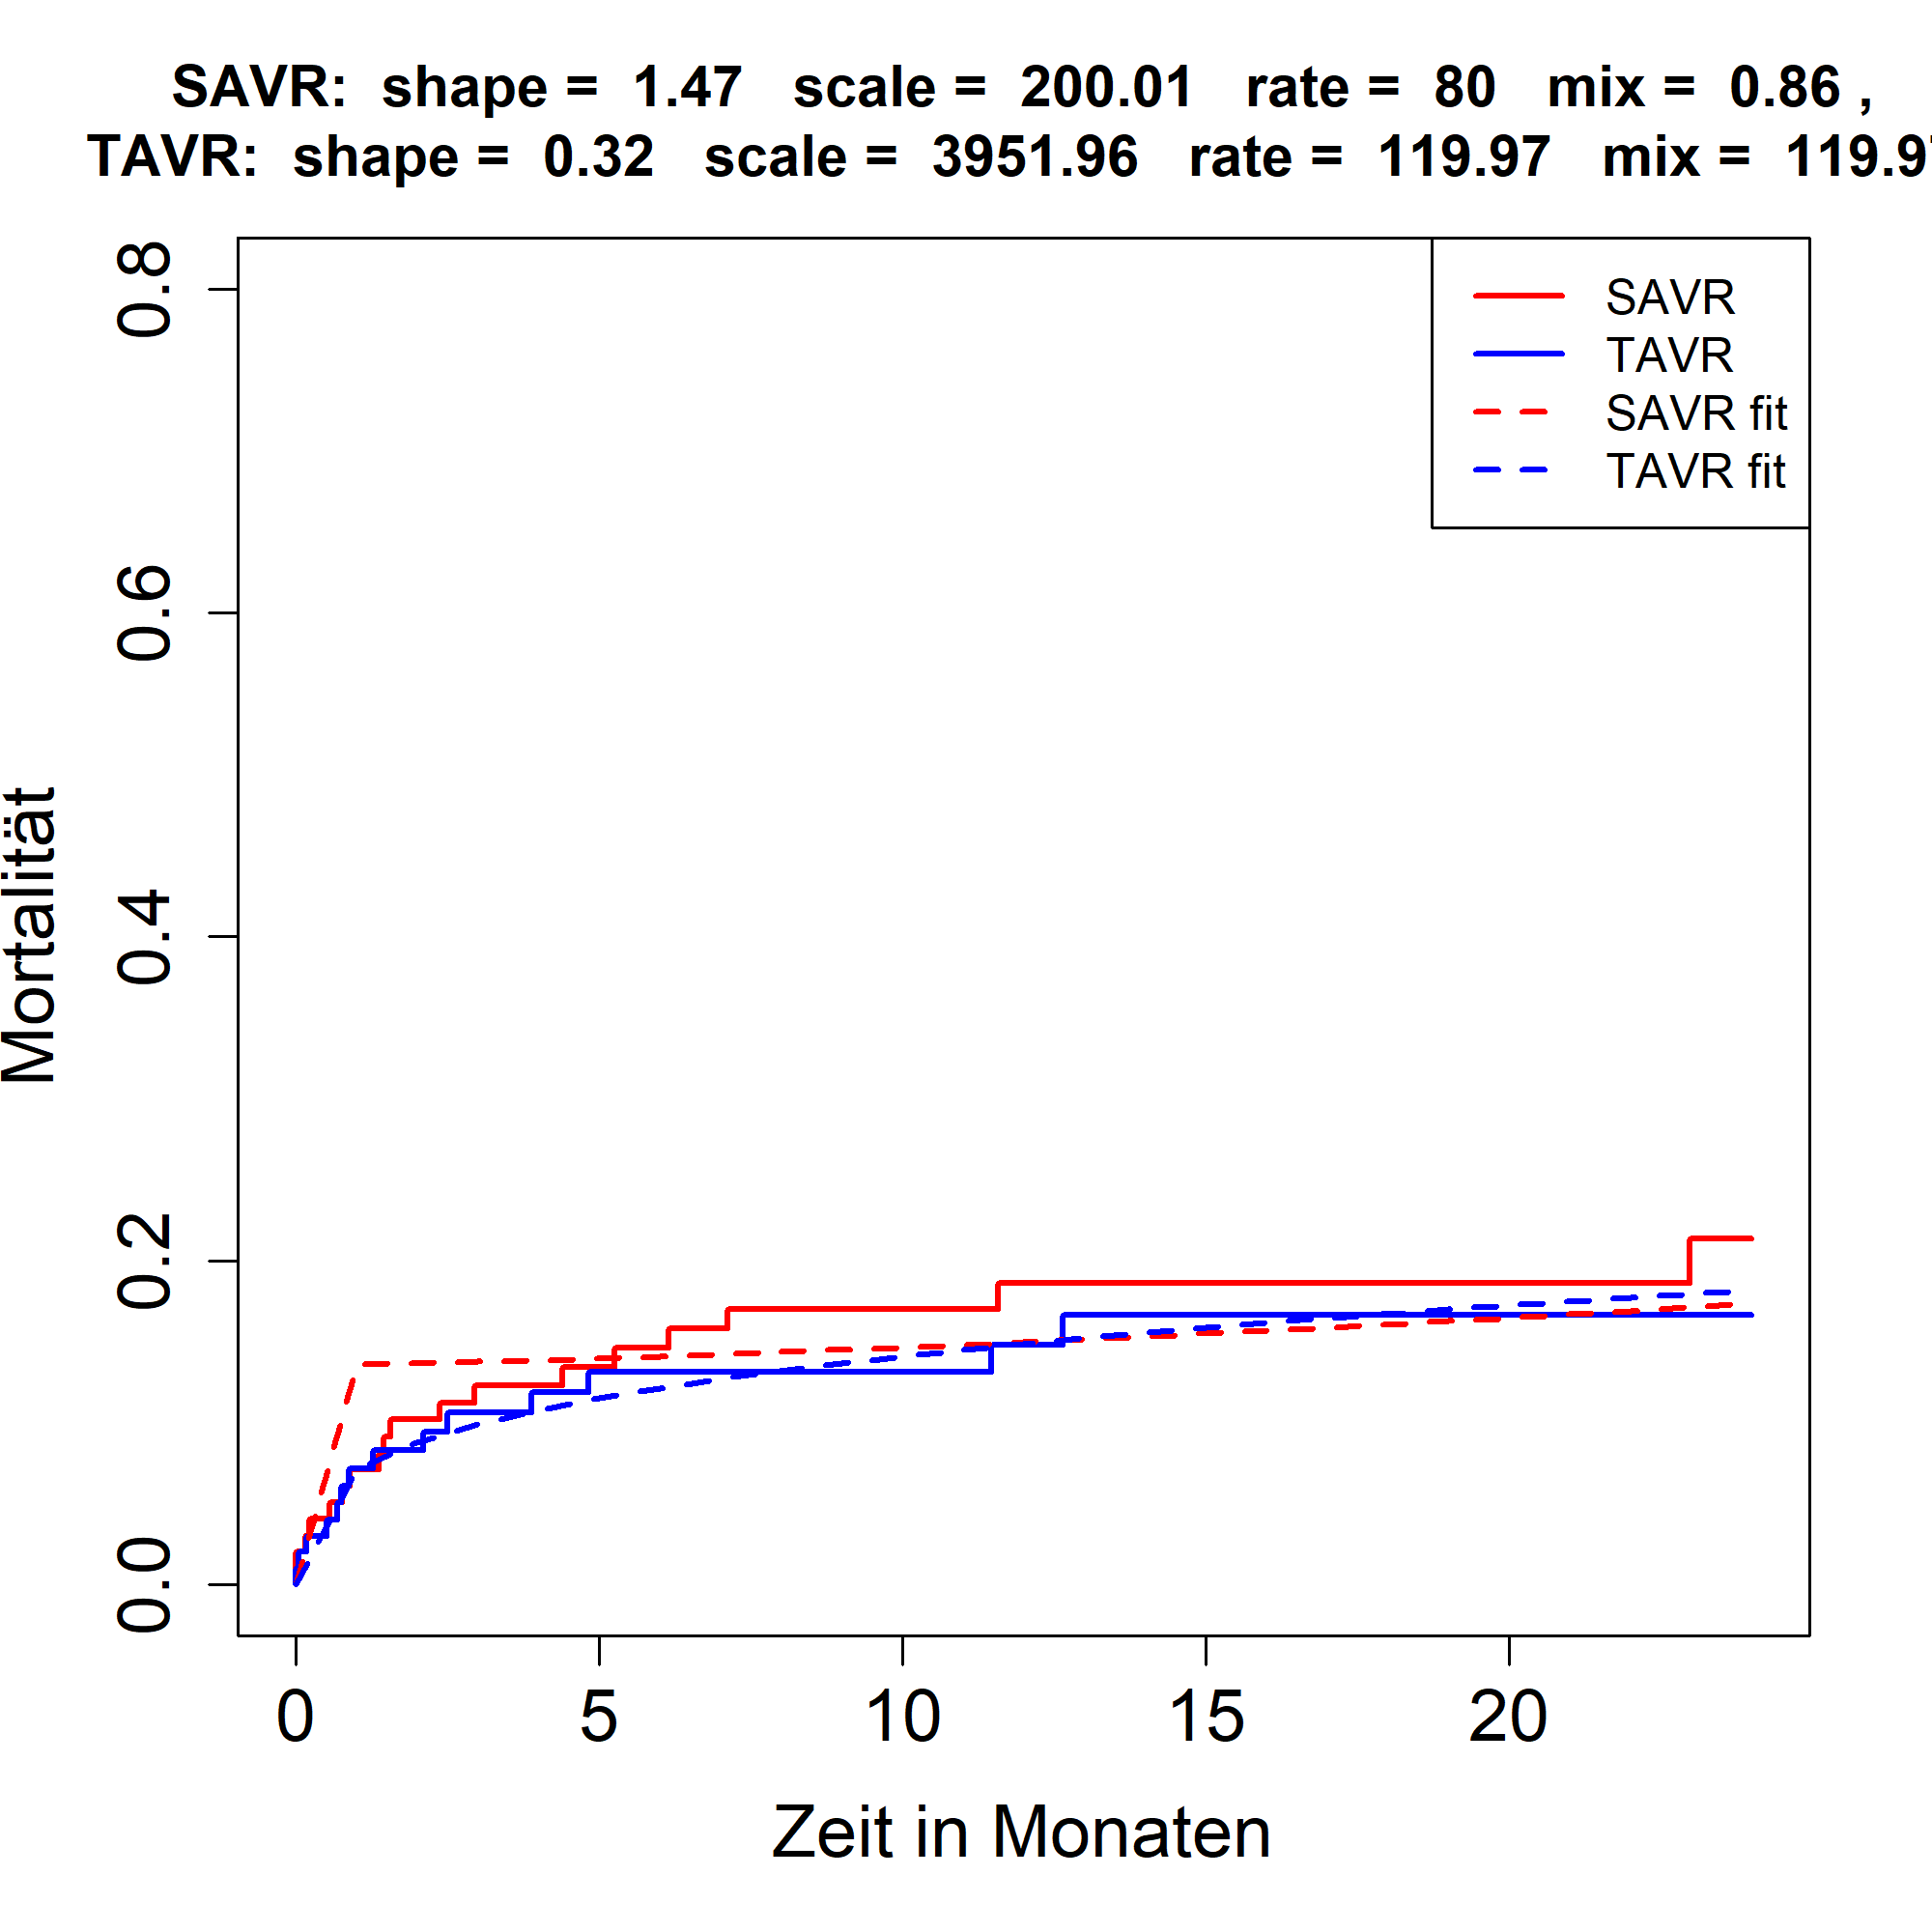 SAVR: shape = 1.47 scale = 200.01 rate = 80 mix = 0.86 ,
TAVR: shape = 0.32 scale = 3951.96 rate = 119.97 mix = 119.9
SAVR
TAVR
SAVR fit
TAVR fit
Mortalität
0.8
0.6
0.4
0.2
0.0
0 5 10 15 20
Zeit in Monaten